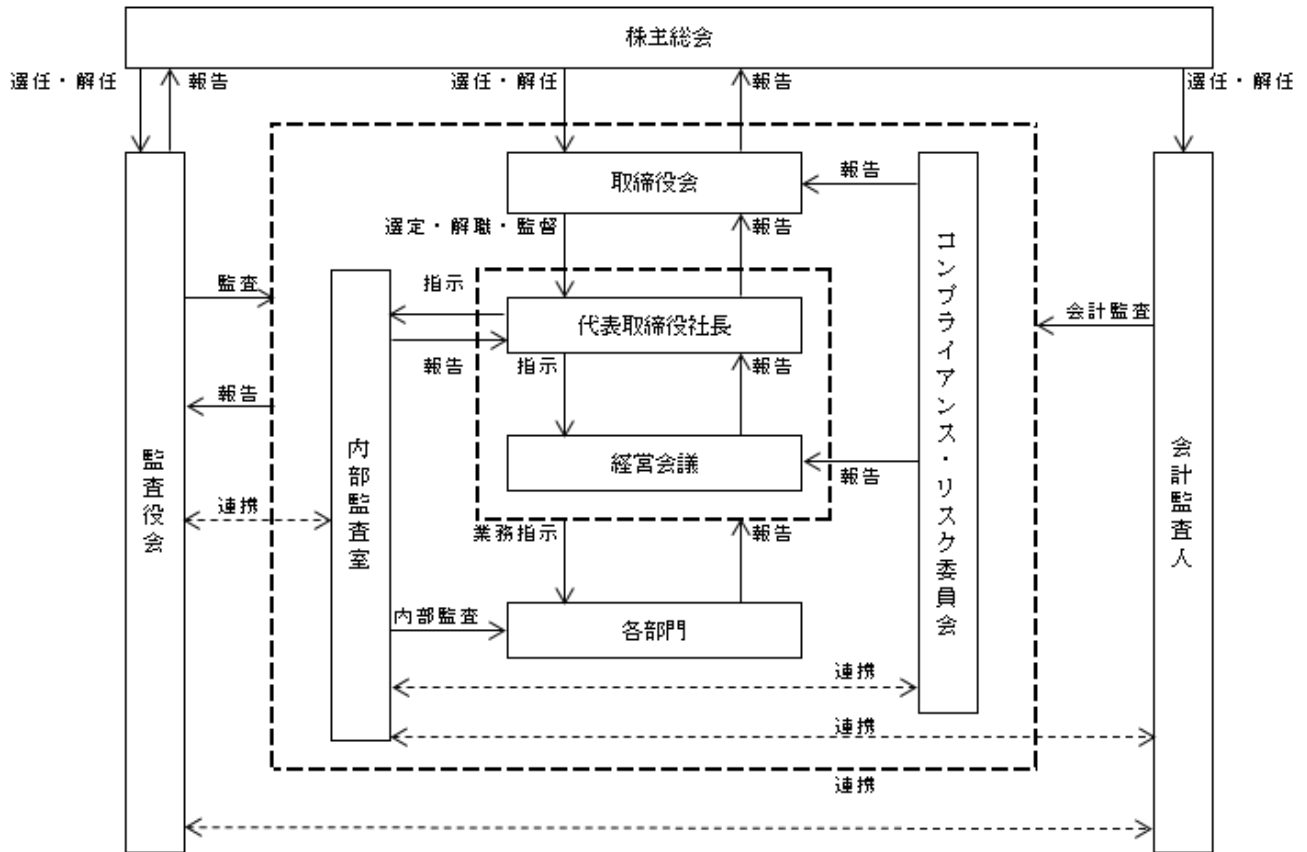 株主総会
選任・解任
報告
選任・解任
報告
選任・解任
取締役会
報告
選定・解職・監督
報告
監査
指示
代表取締役社長
会計監査
報告
指示
報告
報告
経営会議
報告
連携
業務指示
報告
監査役会
内部監査室
コンプライアンス・リスク委員会
会計監査人
内部監査
各部門
連携
連携
連携